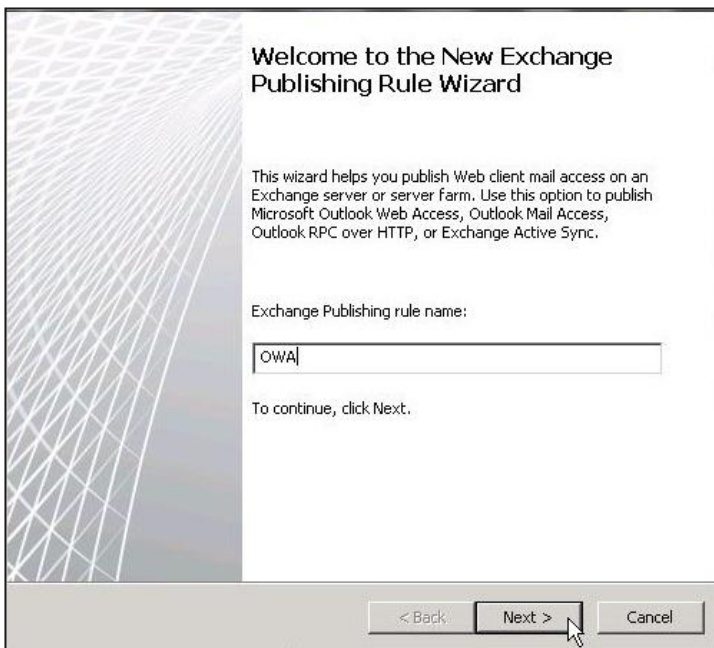 Welcome to the New Exchange
Publishing Rule Wizard
This wizard helps you publish Web client mail access on an
Exchange server or server farm. Use this option to publish
Microsoft Outlook Web Access, Outlook Mail Access,
Outlook RPC over HTTP, or Exchange Active Sync.
Exchange Publishing rule name:
OWA
To continue, click Next.
< Back
Next >
Cancel